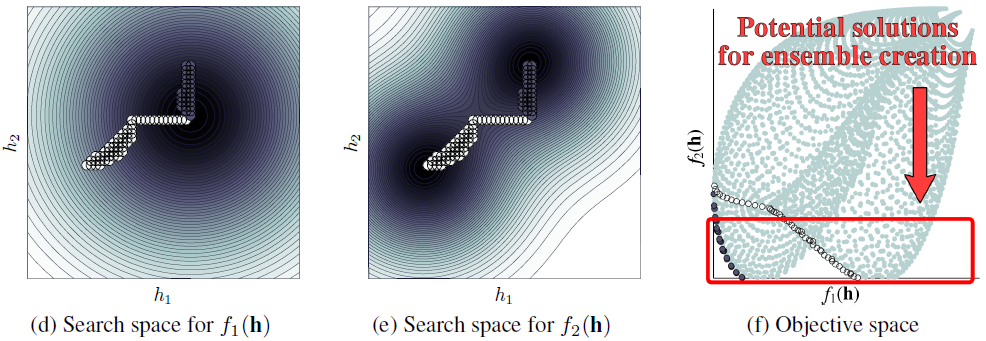 Potential solutions
for ensemble creation
h₂
h₂
f₂(h)
h₁
h₁
f₁(h)
(d) Search space for f₁(h)
(e) Search space for f₂(h)
(f) Objective space